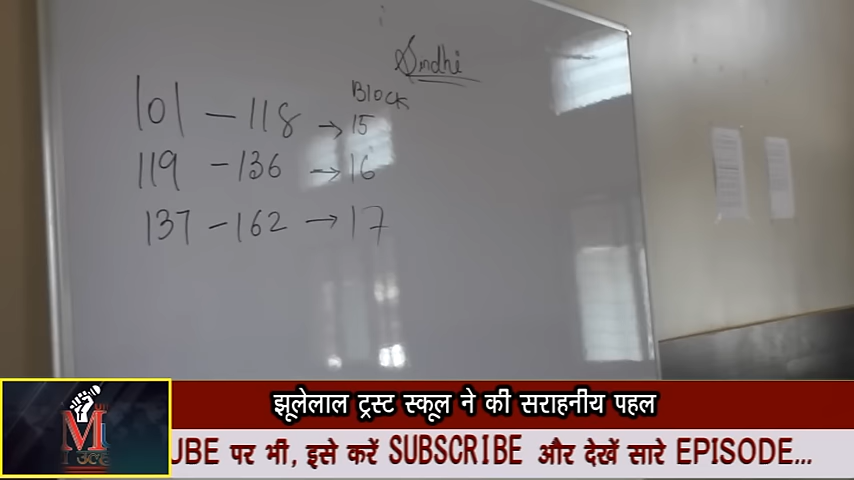 Sindhi
Block
101 - 118 → 15
119 - 136 → 16
137 - 162 → 17
झूलेलाल ट्रस्ट स्कूल ने की सराहनीय पहल
UBE पर भी, इसे करें SUBSCRIBE और देखें सारे EPISODE...